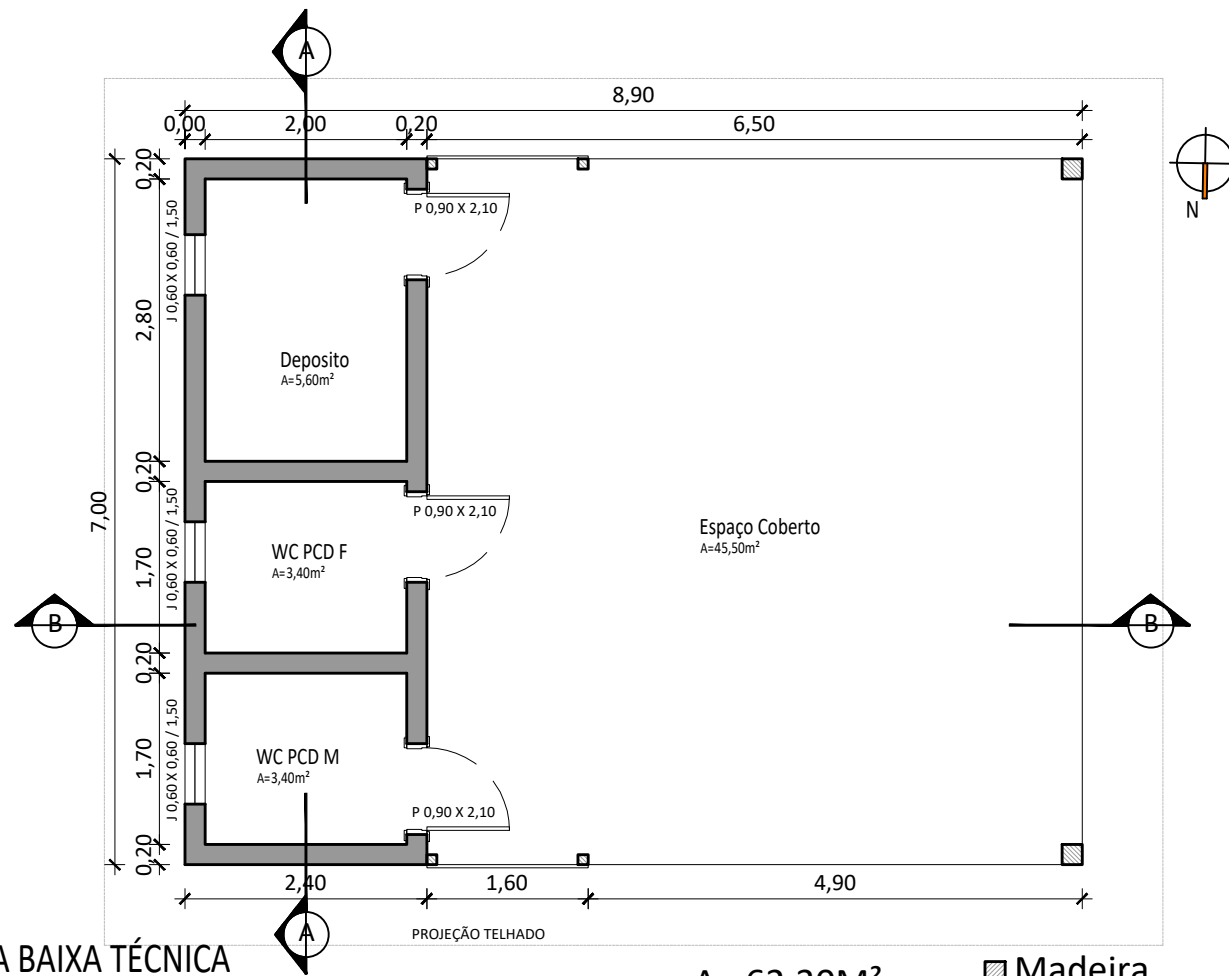 A
8,90
0,00 2,00 0,20 6,50
0,20
P 0,90 X 2,10
N
J 0,60 X 0,60 / 1,50
2,80
Deposito
A=5,60m²
0,20
7,00
J 0,60 X 0,60 / 1,50
P 0,90 X 2,10
Espaço Coberto
A=45,50m²
WC PCD F
A=3,40m²
1,70
B
B
0,20
J 0,60 X 0,60 / 1,50
1,70
WC PCD M
A=3,40m²
P 0,90 X 2,10
0,20
2,40 1,60 4,90
A
PROJEÇÃO TELHADO
A BAIXA TÉCNICA
Madeira